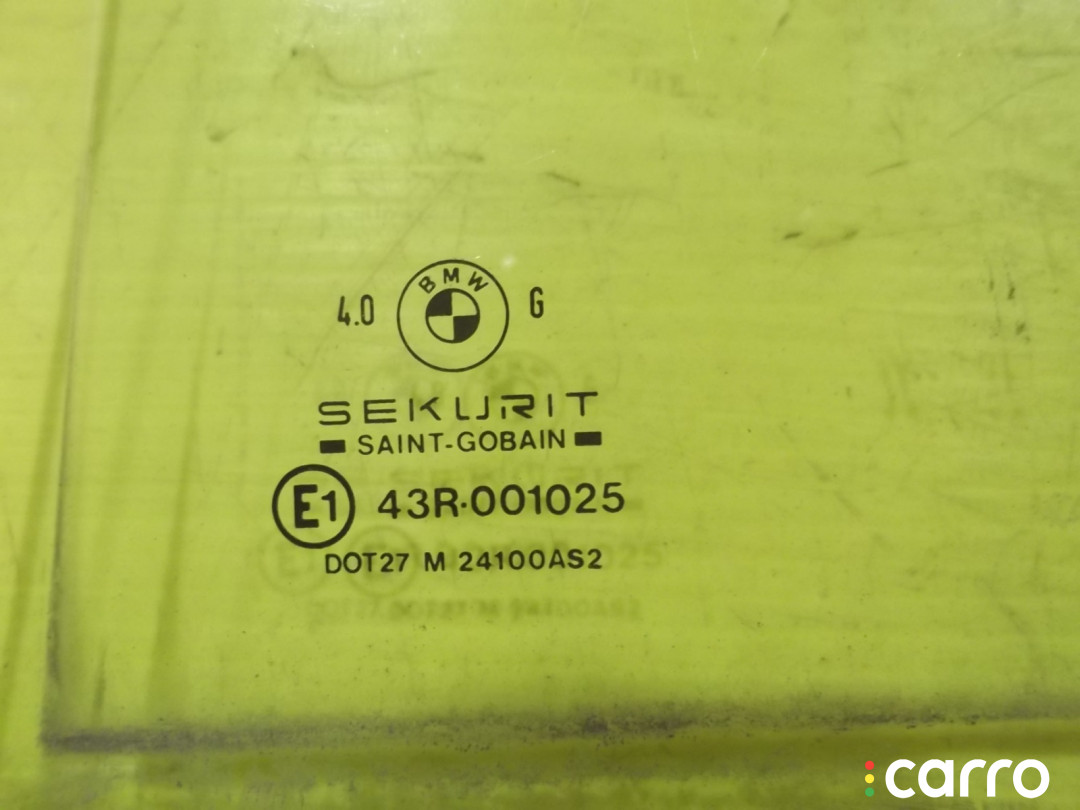 BMW
4.0 G
SEKURIT
SAINT-GOBAIN
E1 43R·001025
DOT27 M 24100AS2
carro